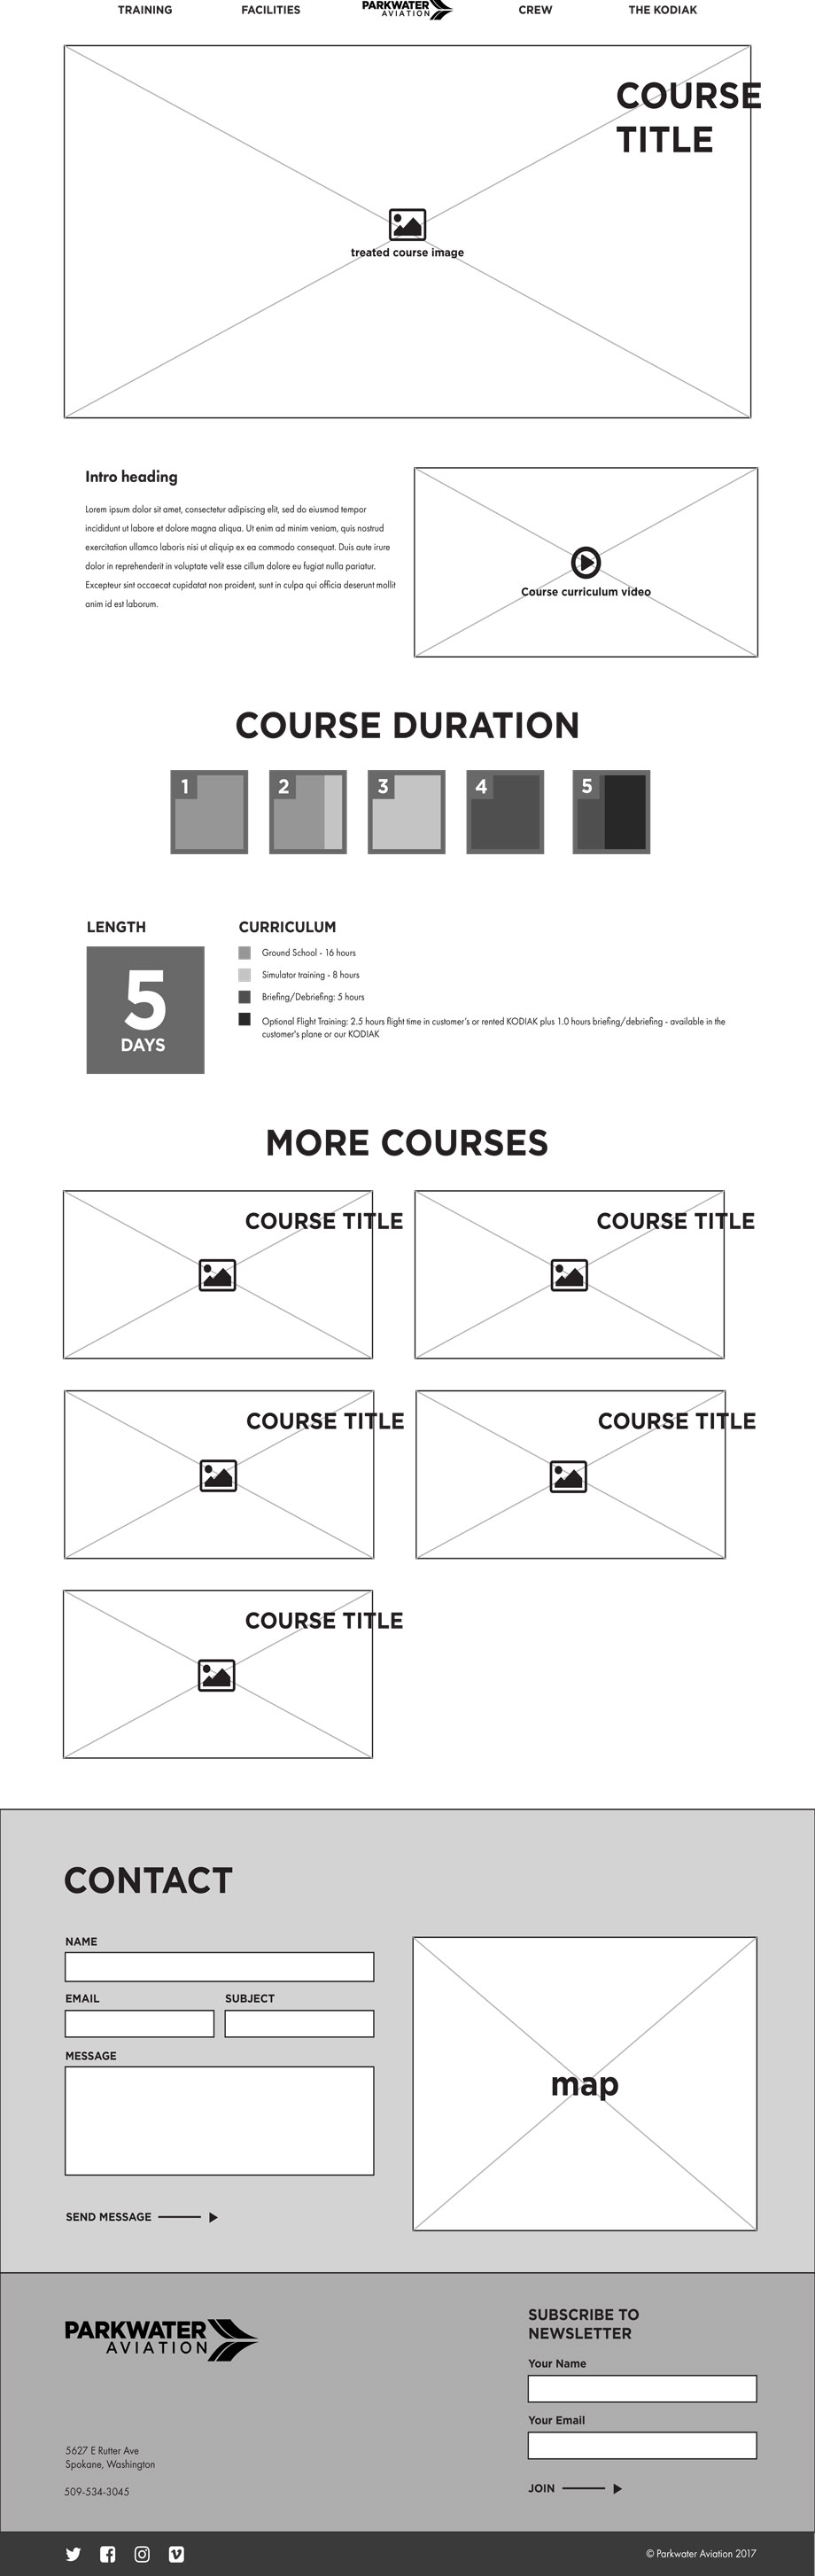 TRAINING
FACILITIES
PARKWATER
AVIATION
CREW
THE KODIAK
COURSE
TITLE
treated course image
Intro heading
Lorem ipsum dolor sit amet, consectetur adipiscing elit, sed do eiusmod tempor
incididunt ut labore et dolore magna aliqua. Ut enim ad minim veniam, quis nostrud
exercitation ullamco laboris nisi ut aliquip ex ea commodo consequat. Duis aute irure
dolor in reprehenderit in voluptate velit esse cillum dolore eu fugiat nulla pariatur.
Excepteur sint occaecat cupidatat non proident, sunt in culpa qui officia deserunt mollit
anim id est laborum.
Course curriculum video
COURSE DURATION
1
2
3
4
5
LENGTH
5
DAYS
CURRICULUM
Ground School - 16 hours
Simulator training - 8 hours
Briefing/Debriefing: 5 hours
Optional Flight Training: 2.5 hours flight time in customer's or rented KODIAK plus 1.0 hours briefing/debriefing - available in the
customer's plane or our KODIAK
MORE COURSES
COURSE TITLE
COURSE TITLE
COURSE TITLE
COURSE TITLE
COURSE TITLE
CONTACT
NAME
EMAIL
SUBJECT
MESSAGE
SEND MESSAGE
map
PARKWATER
AVIATION
5627 E Rutter Ave
Spokane, Washington
509-534-3045
SUBSCRIBE TO
NEWSLETTER
Your Name
Your Email
JOIN
© Parkwater Aviation 2017